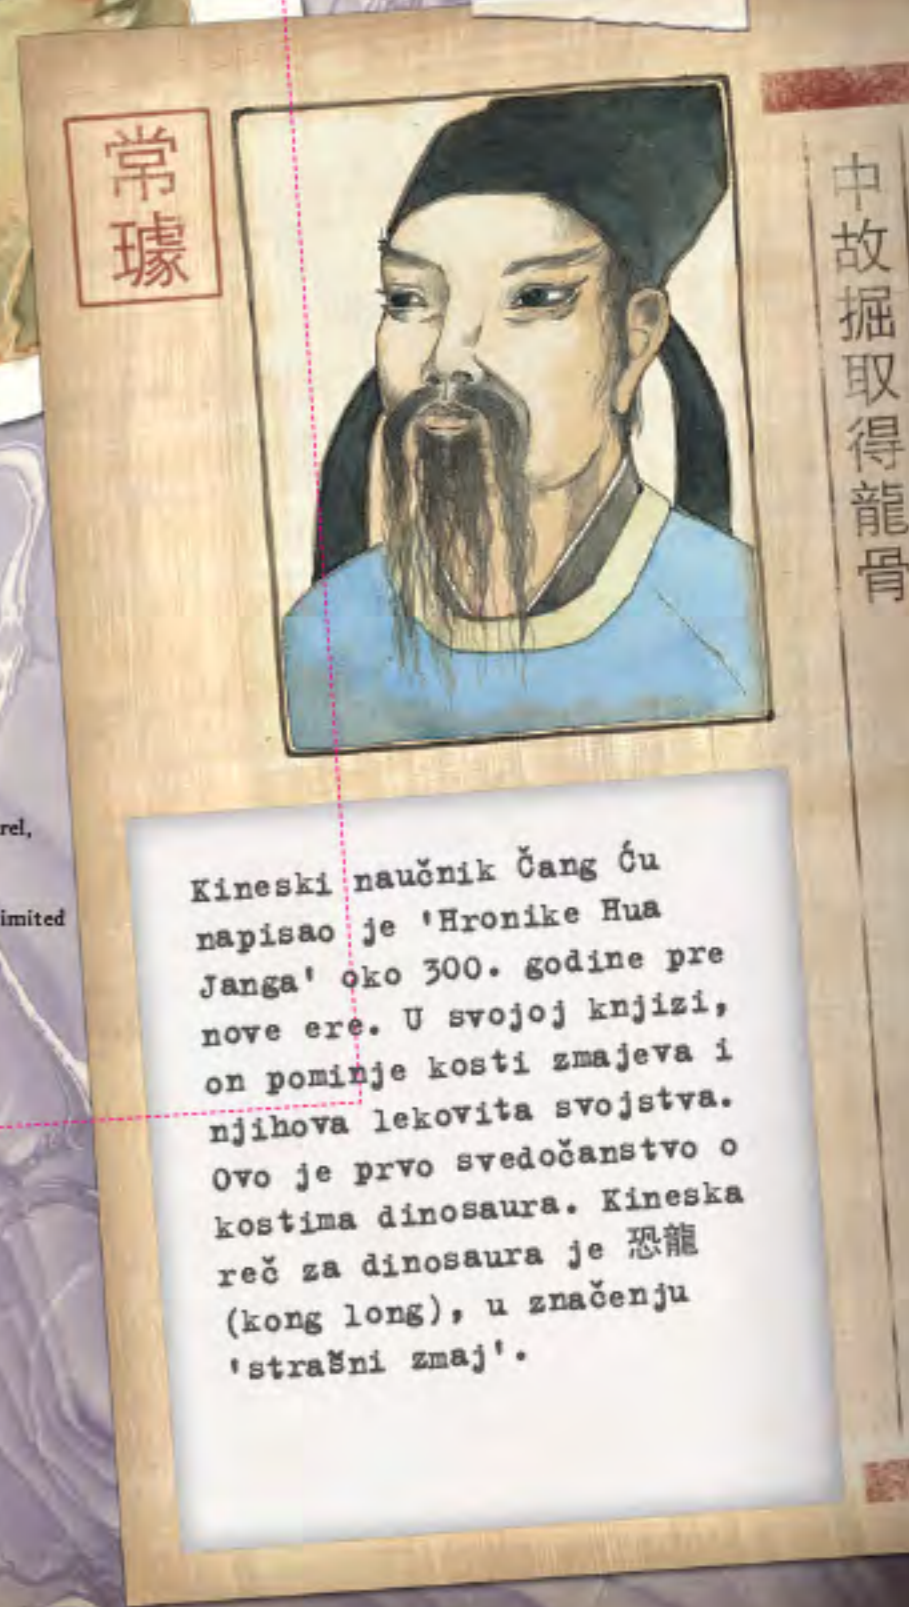 常璩
中故掘取得龍骨
rel,
imited
Kineski naučnik Čang Ću
napisao je 'Hronike Hua
Janga' oko 300. godine pre
nove ere. U svojoj knjizi,
on pominje kosti zmajeva i
njihova lekovita svojstva.
Ovo je prvo svedočanstvo o
kostima dinosaura. Kineska
reč za dinosaura je 恐龍
(kong long), u značenju
'strašni zmaj'.